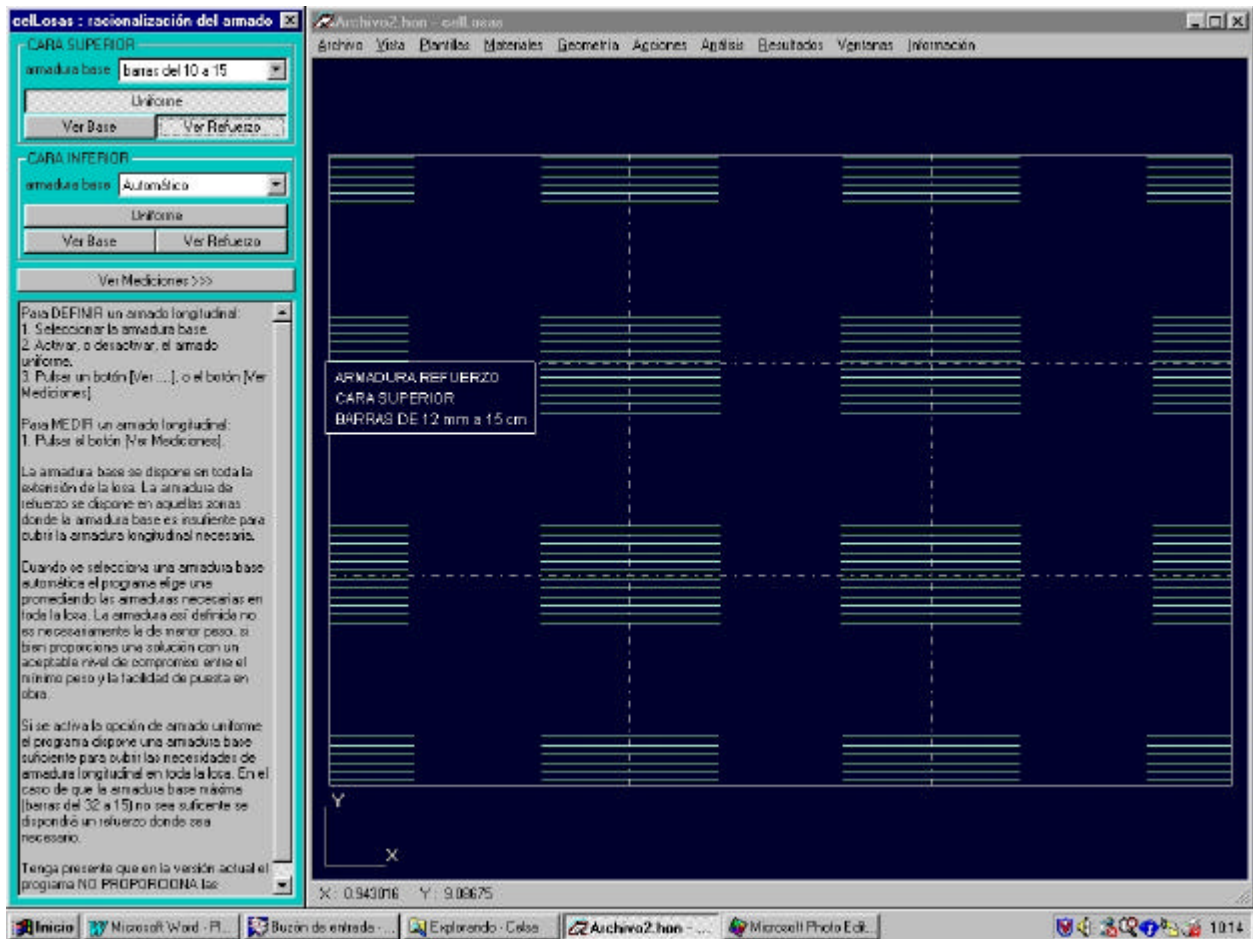 celLosas : racionalización del armado
CARA SUPERIOR
armadura base barras del 10 a 15
Uniforme
Ver Base Ver Refuerzo
CARA INFERIOR
armadura base Automático
Uniforme
Ver Base Ver Refuerzo
Ver Mediciones >>>
Para DEFINIR un armado longitudinal:
1. Seleccionar la armadura base.
2. Activar, o desactivar, el armado
uniforme.
3. Pulsar un botón [Ver ....], o el botón [Ver
Mediciones]
Para MEDIR un armado longitudinal:
1. Pulsar el botón [Ver Mediciones].
La armadura base se dispone en toda la
extensión de la losa. La armadura de
refuerzo se dispone en aquellas zonas
donde la armadura base es insufiente para
cubrir la armadura longitudinal necesaria.
Cuando se selecciona una armadura base
automática el programa elige una
promediando las armaduras necesarias en
toda la losa. La armadura así definida no
es necesariamente la de menor peso, si
bien proporciona una solución con un
aceptable nivel de compromiso entre el
mínimo peso y la facilidad de puesta en
obra.
Si se activa la opción de armado uniforme
el programa dispone una armadura base
suficiente para cubrir las necesidades de
armadura longitudinal en toda la losa. En el
caso de que la armadura base máxima
(barras del 32 a 15) no sea suficente se
dispondrá un refuerzo donde sea
necesario.
Tenga presente que en la versión actual el
programa NO PROPORCIONA las
Archivo2.hon - celLosas
Archivo Vista Plantillas Materiales Geometría Acciones Análisis Resultados Ventanas Información
ARMADURA REFUERZO
CARA SUPERIOR
BARRAS DE 12 mm a 15 cm
Y
X
X: 0.943016 Y: 9.08675
Inicio Microsoft Word - Pl... Buzón de entrada - ... Explorando - Celsa Archivo2.hon - ... Microsoft Photo Edit... 10:14